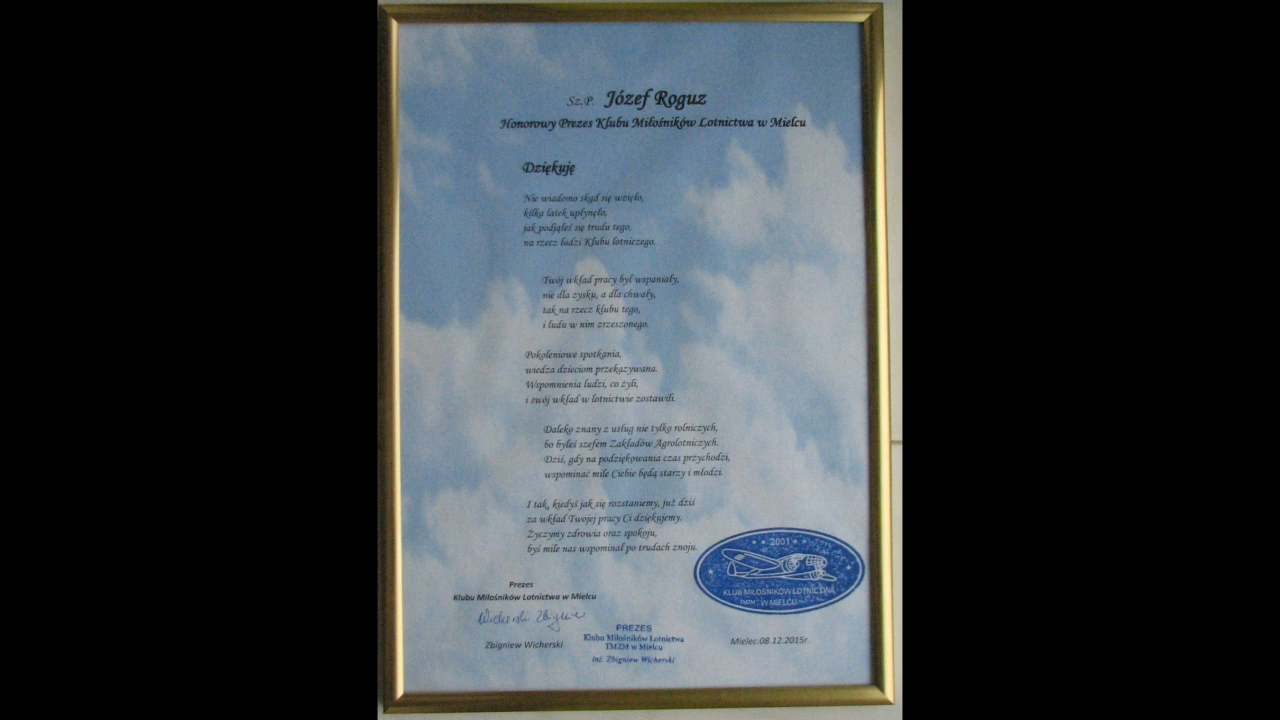 Sz.P. Józef Roguz
Honorowy Prezes Klubu Miłośników Lotnictwa w Mielcu
Dziękuję
Nie wiadomo skąd się wzięło,
kilka latek upłynęło,
jak podjąłeś się trudu tego,
na rzecz ludzi Klubu lotniczego.
Twój wkład pracy był wspaniały,
nie dla zysku, a dla chwały,
tak na rzecz klubu tego,
i ludu w nim zrzeszonego.
Pokoleniowe spotkania,
wiedza dzieciom przekazywana.
Wspomnienia ludzi, co żyli,
i swój wkład w lotnictwie zostawili.
Daleko znany z usług nie tylko rolniczych,
bo byłeś szefem Zakładów Agrolotniczych.
Dziś, gdy na podziękowania czas przychodzi,
wspominać mile Ciebie będą starzy i młodzi.
I tak, kiedyś jak się rozstaniemy, już dziś
za wkład Twojej pracy Ci dziękujemy.
Życzymy zdrowia oraz spokoju,
byś mile nas wspominał po trudach znoju.
2001
KLUB MIŁOŚNIKÓW LOTNICTWA
"TMZM" W MIELCU
Prezes
Klubu Miłośników Lotnictwa w Mielcu
Wicherski Zbigniew
Zbigniew Wicherski
PREZES
Klubu Miłośników Lotnictwa
TMZM w Mielcu
inż. Zbigniew Wicherski
Mielec.08.12.2015r.